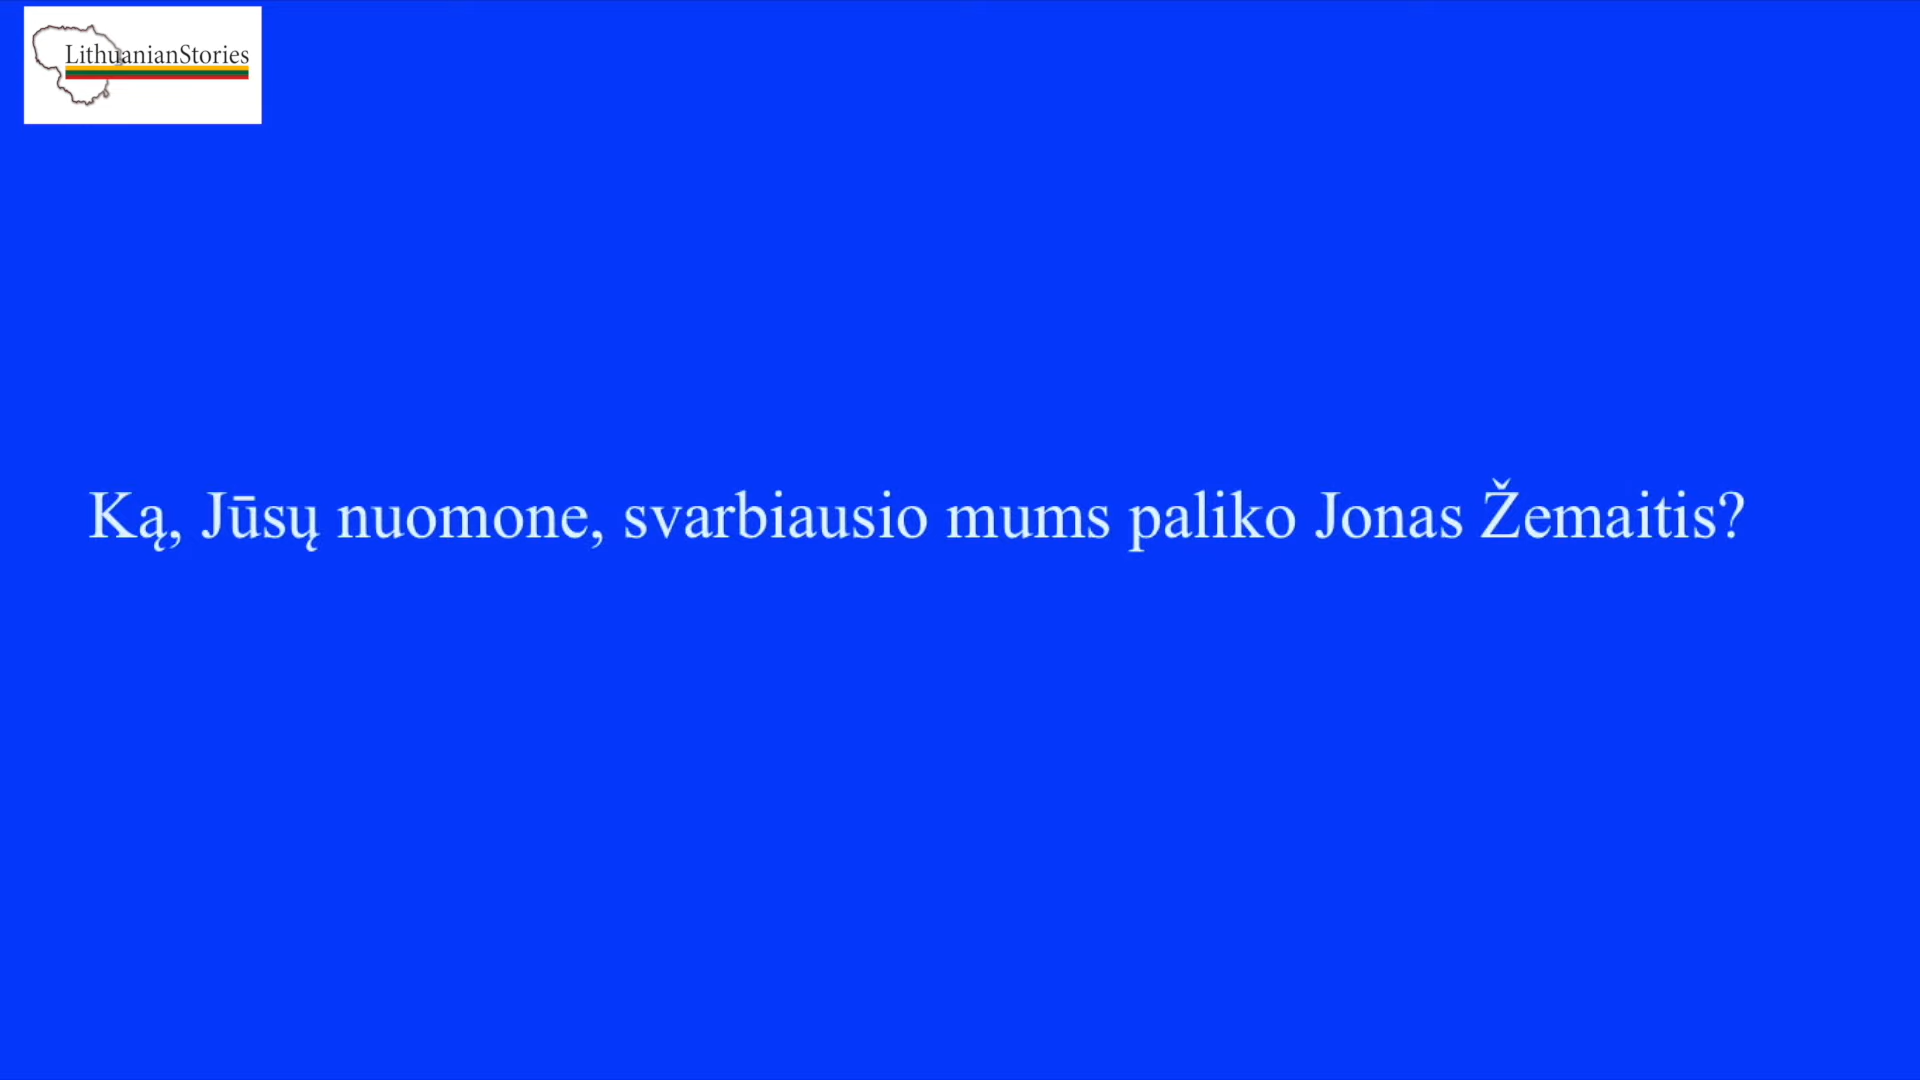 LithuanianStories
Ką, Jūsų nuomone, svarbiausio mums paliko Jonas Žemaitis?